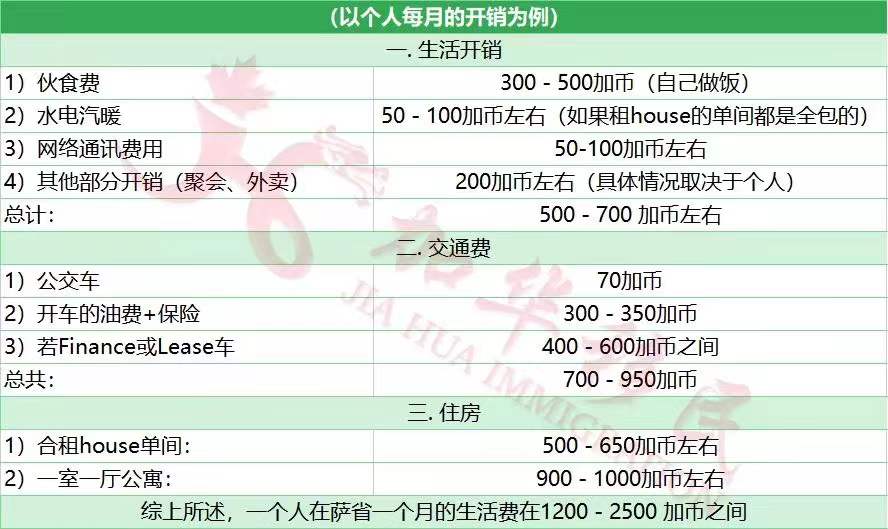 （以个人每月的开销为例）
一. 生活开销
1）伙食费 300 - 500加币（自己做饭）
2）水电汽暖 50 - 100加币左右（如果租house的单间都是全包的）
3）网络通讯费用 50-100加币左右
4）其他部分开销（聚会、外卖） 200加币左右（具体情况取决于个人）
总计： 500 - 700 加币左右
二. 交通费
1）公交车 70加币
2）开车的油费+保险 300 - 350加币
3）若Finance或Lease车 400 - 600加币之间
总共： 700 - 950加币
三. 住房
1）合租house单间： 500 - 650加币左右
2）一室一厅公寓： 900 - 1000加币左右
综上所述，一个人在萨省一个月的生活费在1200 - 2500 加币之间
加华移民
JIA HUA IMMIGRATION